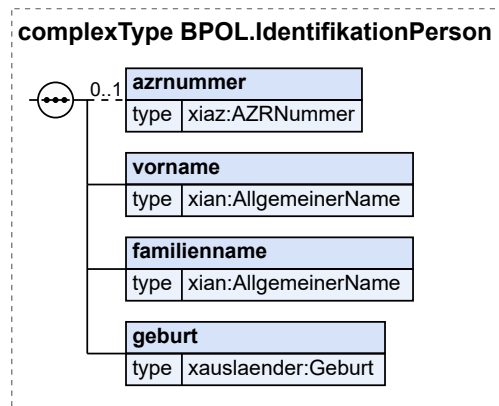 complexType BPOL.IdentifikationPerson
0..1
azrnummer
type xiaz:AZRNummer
vorname
type xian:AllgemeinerName
familienname
type xian:AllgemeinerName
geburt
type xauslaender:Geburt